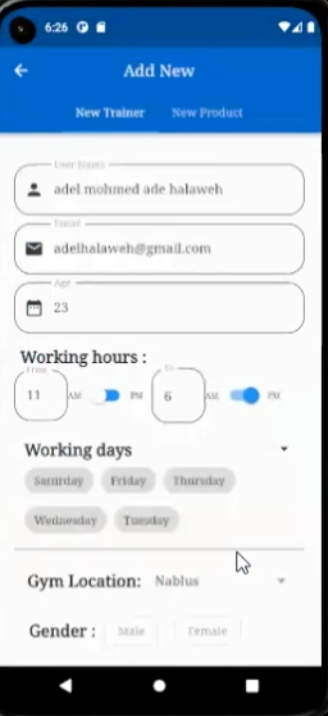 6:26
Add New
New Trainer New Product
User Name
adel mohmed ade halaweh
Email
adelhalaweh@gmail.com
Age
23
Working hours :
From To
11 AM PM 6 AM PM
Working days
Saturday Friday Thursday
Wednesday Tuesday
Gym Location: Nablus
Gender : Male Female